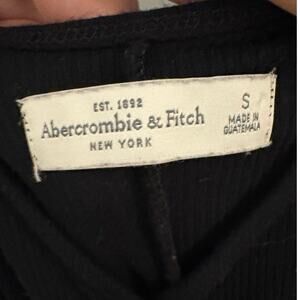 EST. 1892
Abercrombie & Fitch
NEW YORK
S
MADE IN
GUATEMALA